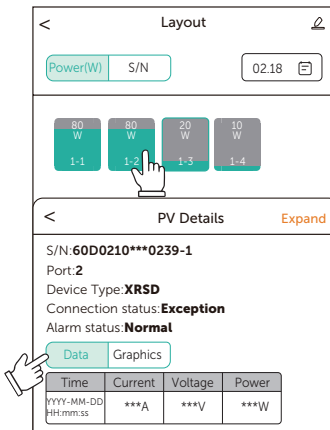 < Layout
Power(W) S/N 02.18
80 80 20 10
W W W W
1-1 1-2 1-3 1-4
< PV Details Expand
S/N:60D0210***0239-1
Port:2
Device Type:XRSD
Connection status:Exception
Alarm status:Normal
Data Graphics
Time Current Voltage Power
YYYY-MM-DD
HH:mm:ss ***A ***V ***W